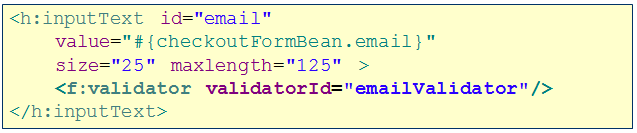 <h:inputText id="email"
value="#{checkoutFormBean.email}"
size="25" maxlength="125" >
<f:validator validatorId="emailValidator"/>
</h:inputText>